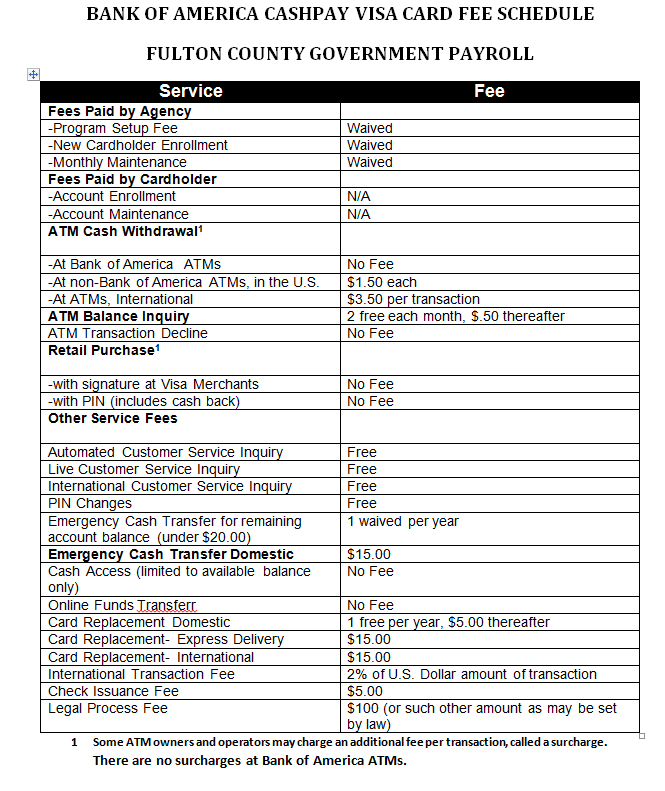 BANK OF AMERICA CASHPAY VISA CARD FEE SCHEDULE
FULTON COUNTY GOVERNMENT PAYROLL
Service Fee
Fees Paid by Agency
-Program Setup Fee Waived
-New Cardholder Enrollment Waived
-Monthly Maintenance Waived
Fees Paid by Cardholder
-Account Enrollment N/A
-Account Maintenance N/A
ATM Cash Withdrawal¹
-At Bank of America ATMs No Fee
-At non-Bank of America ATMs, in the U.S. $1.50 each
-At ATMs, International $3.50 per transaction
ATM Balance Inquiry 2 free each month, $.50 thereafter
ATM Transaction Decline No Fee
Retail Purchase¹
-with signature at Visa Merchants No Fee
-with PIN (includes cash back) No Fee
Other Service Fees
Automated Customer Service Inquiry Free
Live Customer Service Inquiry Free
International Customer Service Inquiry Free
PIN Changes Free
Emergency Cash Transfer for remaining 1 waived per year
account balance (under $20.00)
Emergency Cash Transfer Domestic $15.00
Cash Access (limited to available balance No Fee
only)
Online Funds Transferr No Fee
Card Replacement Domestic 1 free per year, $5.00 thereafter
Card Replacement- Express Delivery $15.00
Card Replacement- International $15.00
International Transaction Fee 2% of U.S. Dollar amount of transaction
Check Issuance Fee $5.00
Legal Process Fee $100 (or such other amount as may be set
by law)
1 Some ATM owners and operators may charge an additional fee per transaction, called a surcharge.
There are no surcharges at Bank of America ATMs.